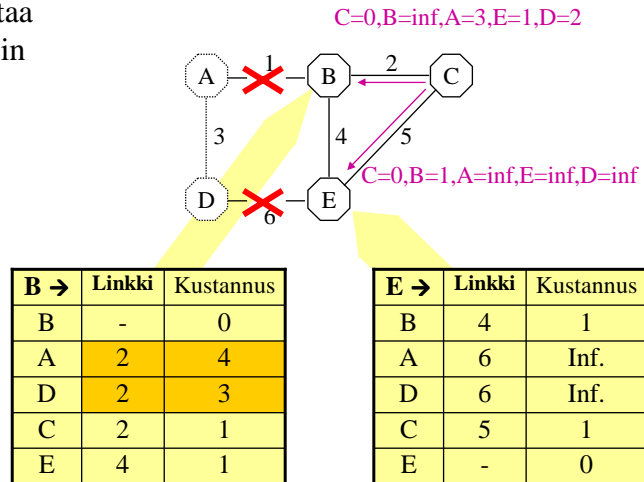 taa
C=0,B=inf,A=3,E=1,D=2
in
1
2
A
B
C
3
4
5
C=0,B=1,A=inf,E=inf,D=inf
D
E
6
B → Linkki Kustannus
B - 0
A 2 4
D 2 3
C 2 1
E 4 1
E → Linkki Kustannus
B 4 1
A 6 Inf.
D 6 Inf.
C 5 1
E - 0